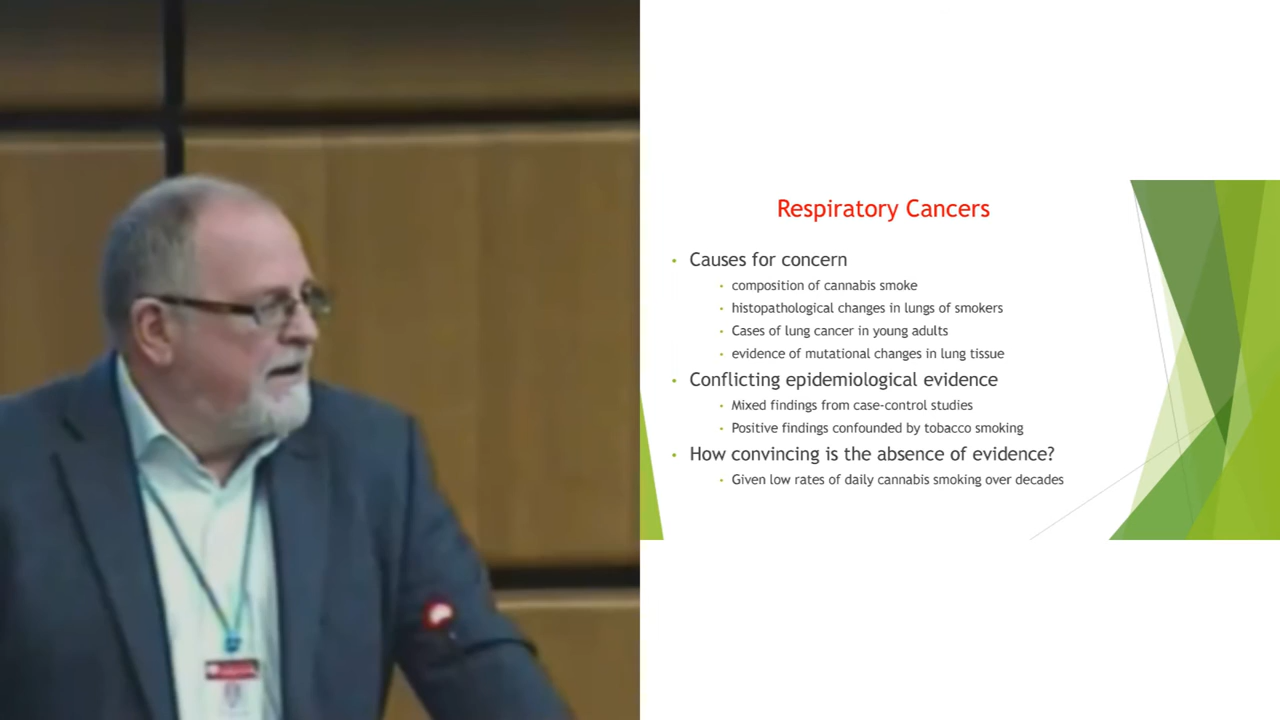 Respiratory Cancers
• Causes for concern
• composition of cannabis smoke
• histopathological changes in lungs of smokers
• Cases of lung cancer in young adults
• evidence of mutational changes in lung tissue
• Conflicting epidemiological evidence
• Mixed findings from case-control studies
• Positive findings confounded by tobacco smoking
• How convincing is the absence of evidence?
• Given low rates of daily cannabis smoking over decades